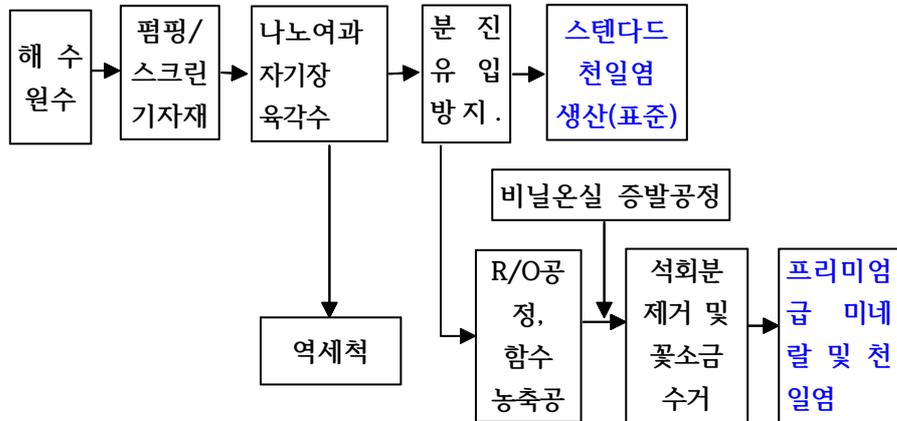 해 수
원수
펌핑/
스크린
기자재
나노여과
자기장
육각수
분 진
유 입
방지.
스텐다드
천일염
생산(표준)
비닐온실 증발공정
역세척
R/O공
정,
함수
농축공
석회분
제거 및
꽃소금
수거
프리미엄
급 미네
랄 및 천
일염